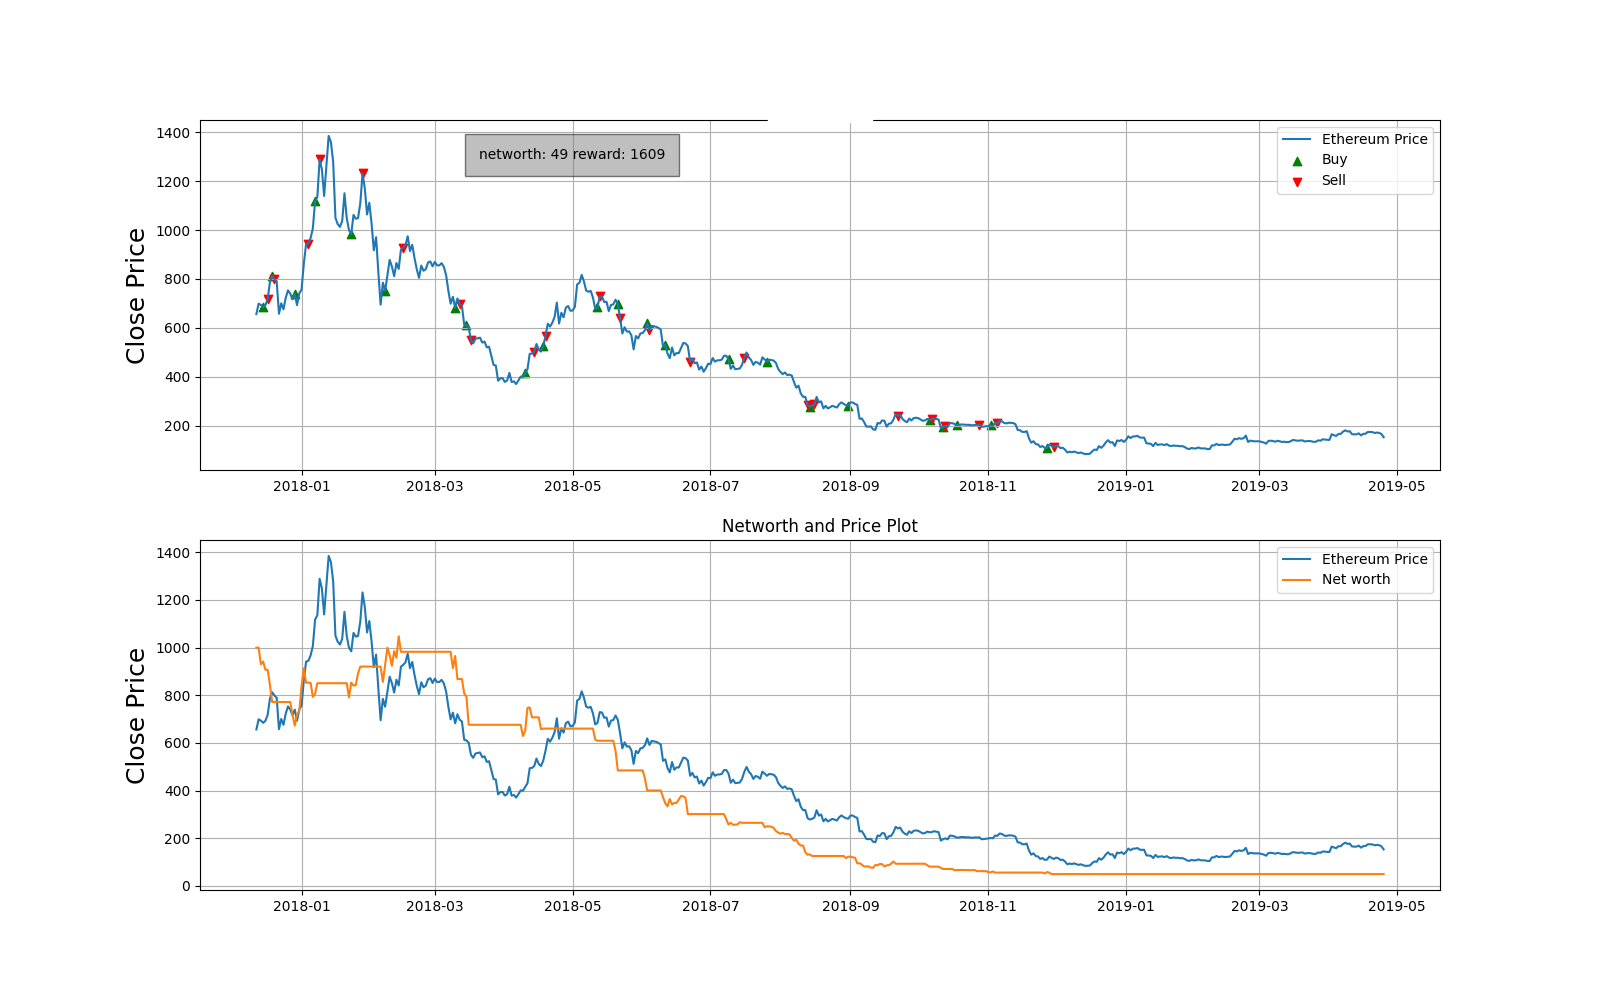 1400
1200
1000
800
600
400
200
Close Price
networth: 49 reward: 1609
Ethereum Price
Buy
Sell
2018-01 2018-03 2018-05 2018-07 2018-09 2018-11 2019-01 2019-03 2019-05
Networth and Price Plot
1400
1200
1000
800
600
400
200
0
Close Price
Ethereum Price
Net worth
2018-01 2018-03 2018-05 2018-07 2018-09 2018-11 2019-01 2019-03 2019-05